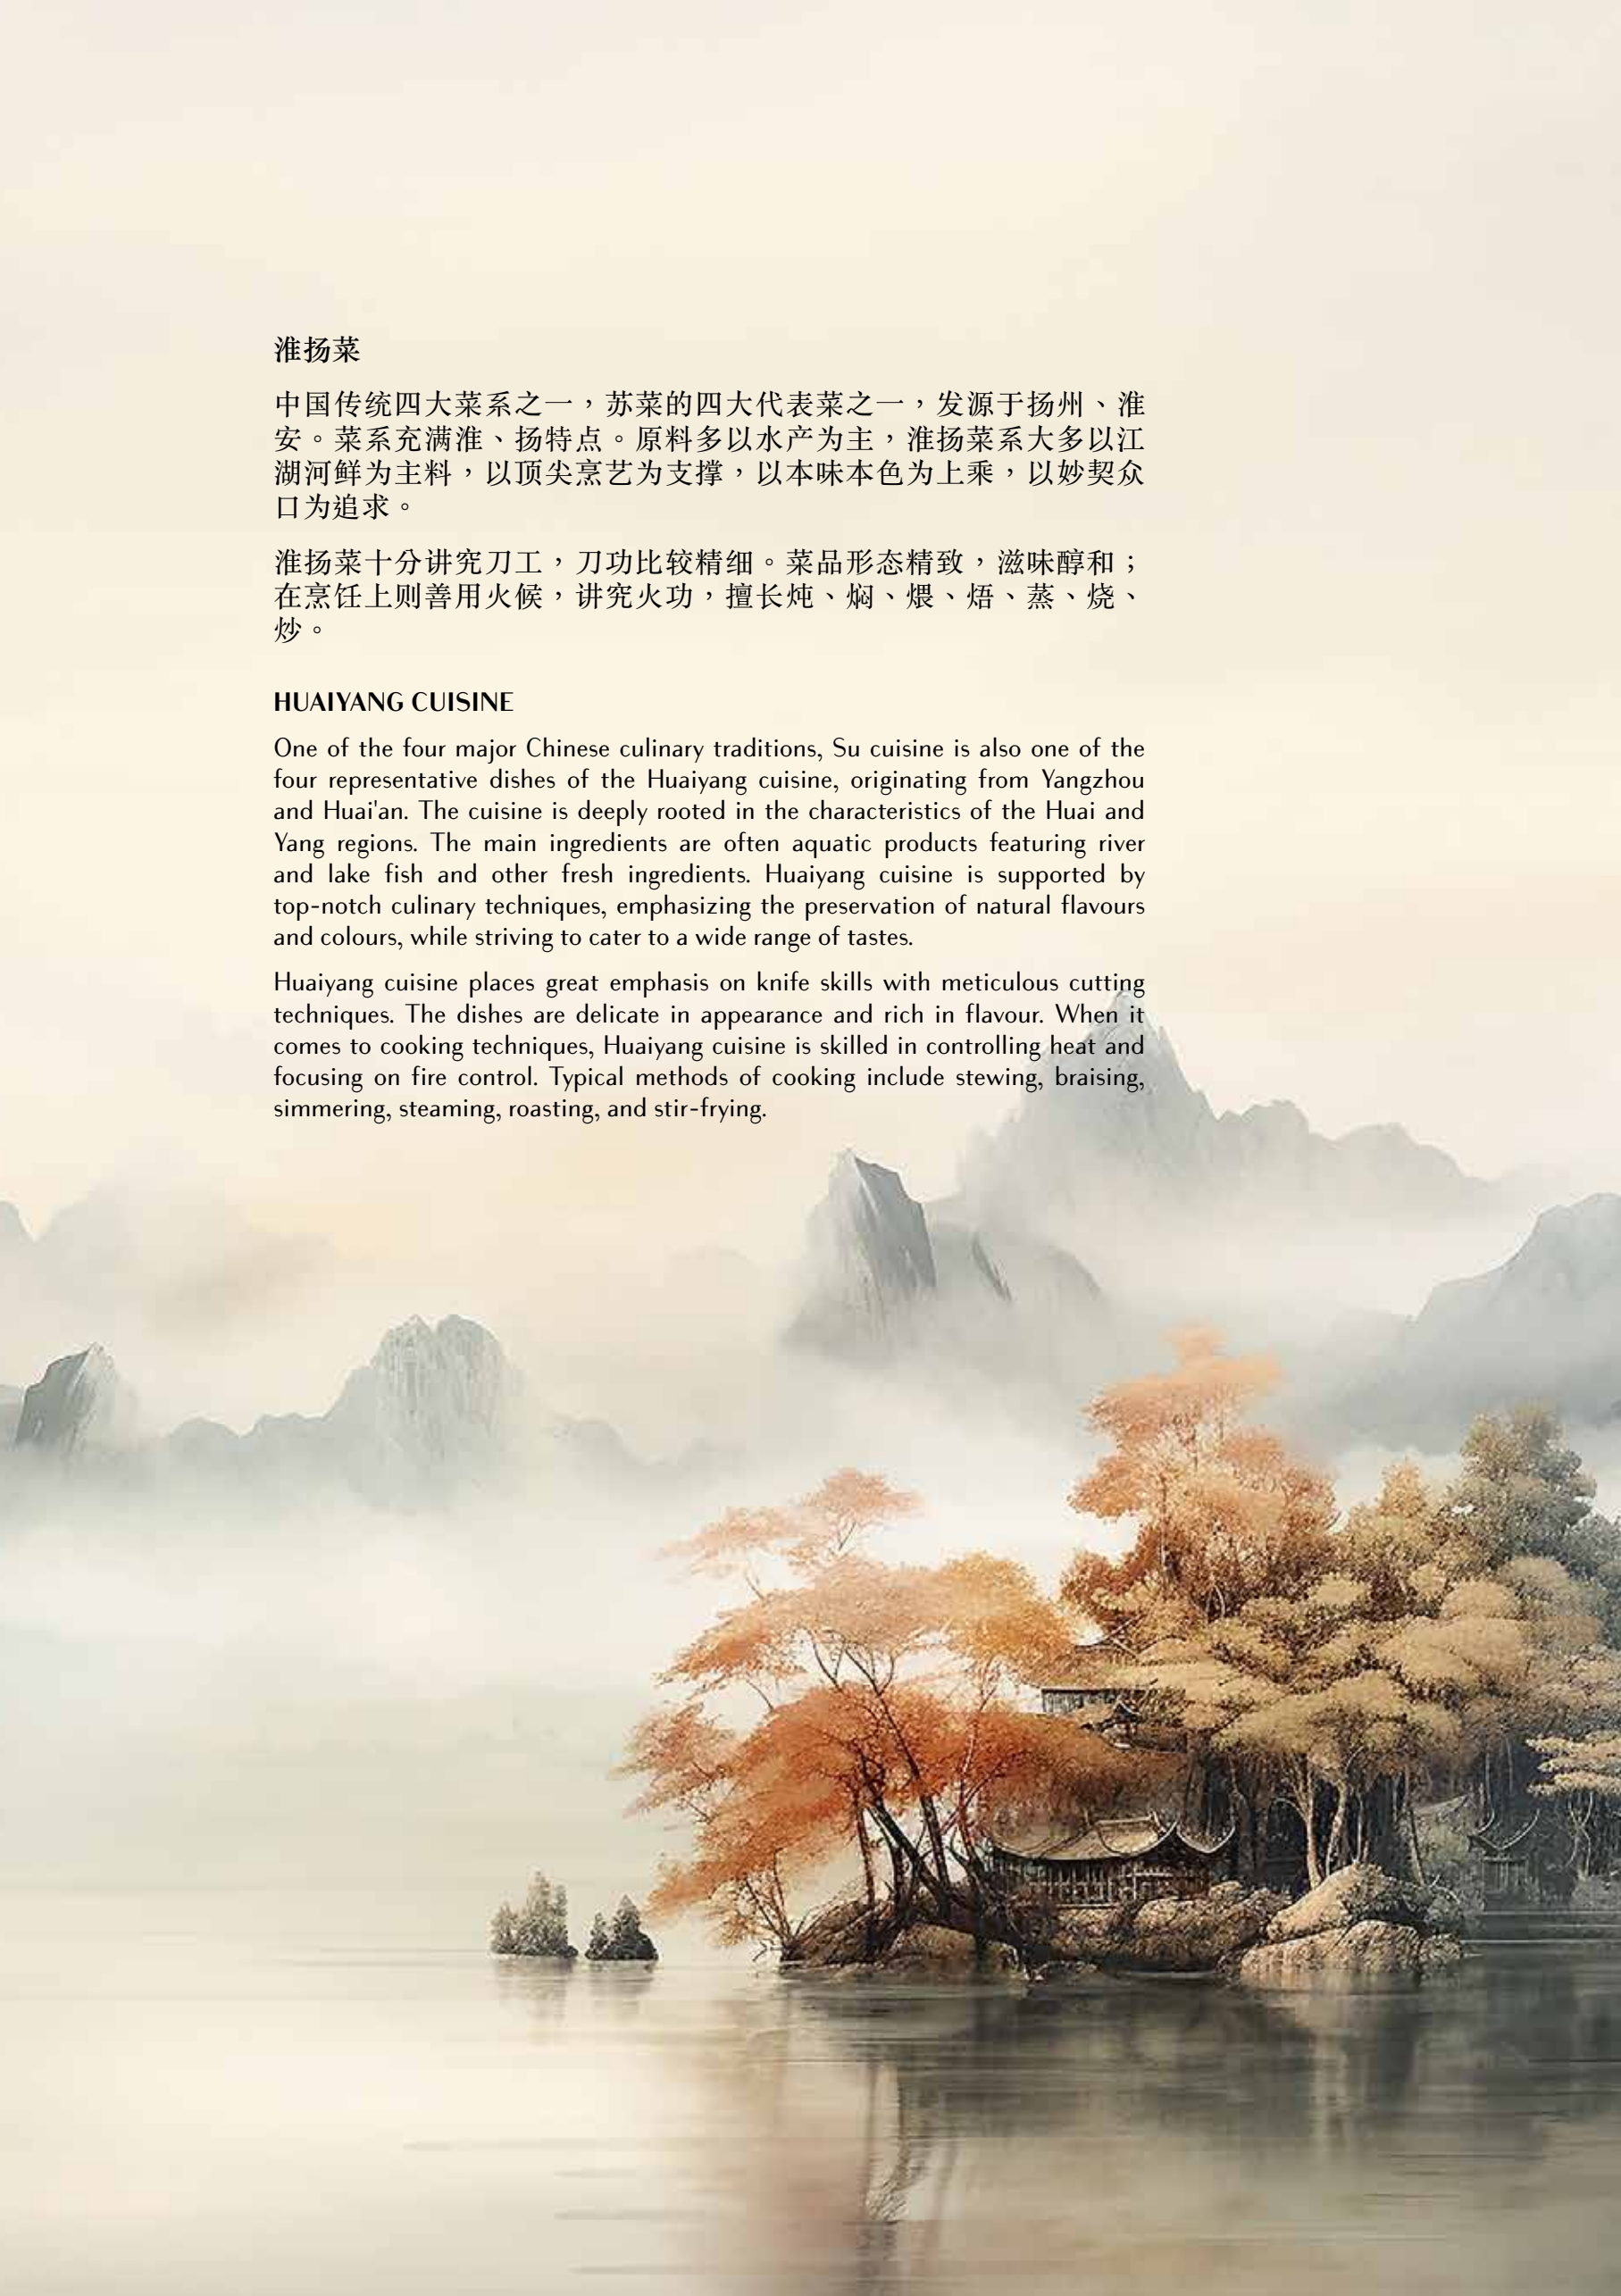 淮扬菜
中国传统四大菜系之一，苏菜的四大代表菜之一，发源于扬州、淮
安。菜系充满淮、扬特点。原料多以水产为主，淮扬菜系大多以江
湖河鲜为主料，以顶尖烹艺为支撑，以本味本色为上乘，以妙契众
口为追求。
淮扬菜十分讲究刀工，刀功比较精细。菜品形态精致，滋味醇和；
在烹饪上则善用火候，讲究火功，擅长炖、焖、煨、焐、蒸、烧、
炒。
HUAIYANG CUISINE
One of the four major Chinese culinary traditions, Su cuisine is also one of the
four representative dishes of the Huaiyang cuisine, originating from Yangzhou
and Huai'an. The cuisine is deeply rooted in the characteristics of the Huai and
Yang regions. The main ingredients are often aquatic products featuring river
and lake fish and other fresh ingredients. Huaiyang cuisine is supported by
top-notch culinary techniques, emphasizing the preservation of natural flavours
and colours, while striving to cater to a wide range of tastes.
Huaiyang cuisine places great emphasis on knife skills with meticulous cutting
techniques. The dishes are delicate in appearance and rich in flavour. When it
comes to cooking techniques, Huaiyang cuisine is skilled in controlling heat and
focusing on fire control. Typical methods of cooking include stewing, braising,
simmering, steaming, roasting, and stir-frying.